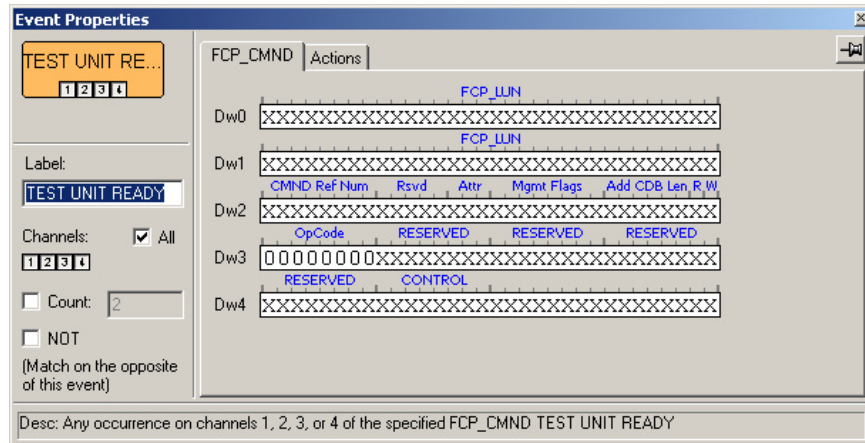 Event Properties
TEST UNIT RE...
1 2 3 4
Label:
TEST UNIT READY
Channels:
All
1 2 3 4
Count: 2
NOT
(Match on the opposite
of this event)
FCP_CMND
Actions
FCP_LUN
Dw0 XXXXXXXXXXXXXXXXXXXXXXXXXXXXXXXX
FCP_LUN
Dw1 XXXXXXXXXXXXXXXXXXXXXXXXXXXXXXXX
CMND Ref Num Rsvd Attr Mgmt Flags Add CDB Len R W
Dw2 XXXXXXXXXXXXXXXXXXXXXXXXXXXXXXXX
OpCode RESERVED RESERVED RESERVED
Dw3 00000000XXXXXXXXXXXXXXXXXXXXXXXX
RESERVED CONTROL
Dw4 XXXXXXXXXXXXXXXXXXXXXXXXXXXXXXXX
Desc: Any occurrence on channels 1, 2, 3, or 4 of the specified FCP_CMND TEST UNIT READY